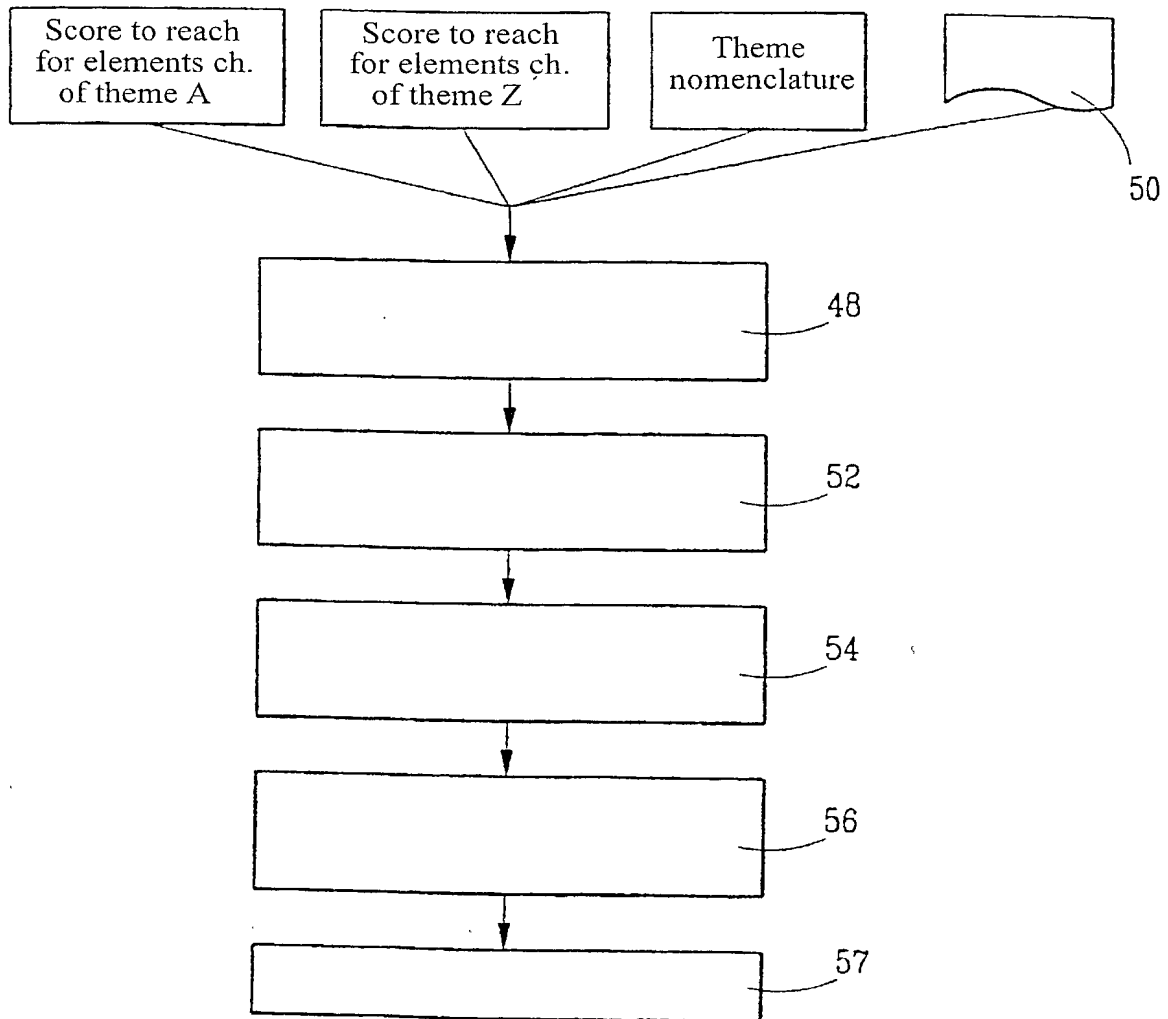 Score to reach
for elements ch.
of theme A
Score to reach
for elements ch.
of theme Z
Theme
nomenclature
50
48
52
54
56
57